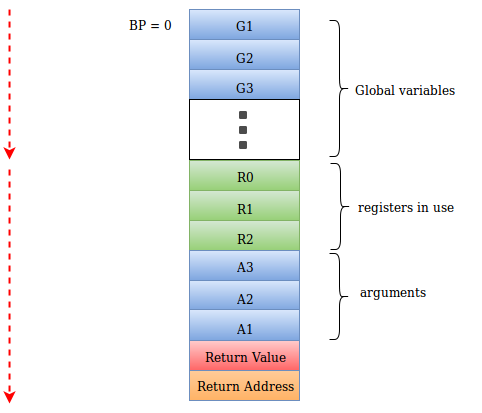 BP = 0
G1
G2
G3
Global variables
R0
R1
R2
registers in use
A3
A2
A1
arguments
Return Value
Return Address